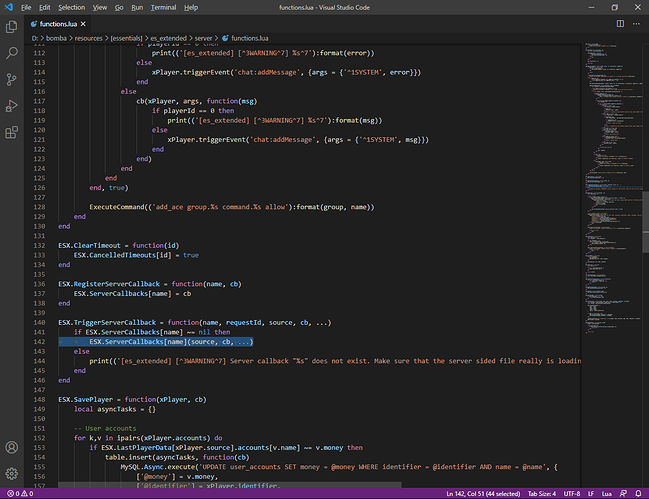 File Edit Selection View Go Run Terminal Help
functions.lua - Visual Studio Code
functions.lua
D: > bomba > resources > [essentials] > es_extended > server > functions.lua
111 if playerId == 0 then
112 print(('[es_extended] [^3WARNING^7] %s^7'):format(error))
113 else
114 xPlayer.triggerEvent('chat:addMessage', {args = {'^1SYSTEM', error}})
115 end
116 else
117 cb(xPlayer, args, function(msg)
118 if playerId == 0 then
119 print(('[es_extended] [^3WARNING^7] %s^7'):format(msg))
120 else
121 xPlayer.triggerEvent('chat:addMessage', {args = {'^1SYSTEM', msg}})
122 end
123 end)
124 end
125 end
126 end, true)
127
128 ExecuteCommand(('add_ace group.%s command.%s allow'):format(group, name))
129 end
130 end
131
132 ESX.ClearTimeout = function(id)
133 ESX.CancelledTimeouts[id] = true
134 end
135
136 ESX.RegisterServerCallback = function(name, cb)
137 ESX.ServerCallbacks[name] = cb
138 end
139
140 ESX.TriggerServerCallback = function(name, requestId, source, cb, ...)
141 if ESX.ServerCallbacks[name] ~= nil then
142 ESX.ServerCallbacks[name](source, cb, ...)
143 else
144 print(('[es_extended] [^3WARNING^7] Server callback "%s" does not exist. Make sure that the server sided file really is loadin
145 end
146 end
147
148 ESX.SavePlayer = function(xPlayer, cb)
149 local asyncTasks = {}
150
151 -- User accounts
152 for k,v in ipairs(xPlayer.accounts) do
153 if ESX.LastPlayerData[xPlayer.source].accounts[v.name] ~= v.money then
154 table.insert(asyncTasks, function(cb)
155 MySQL.Async.execute('UPDATE user_accounts SET money = @money WHERE identifier = @identifier AND name = @name', {
156 ['@money'] = v.money,
157 ['@identifier'] = xPlayer.identifier,
0 0
Ln 142, Col 51 (44 selected) Tab Size: 4 UTF-8 LF Lua